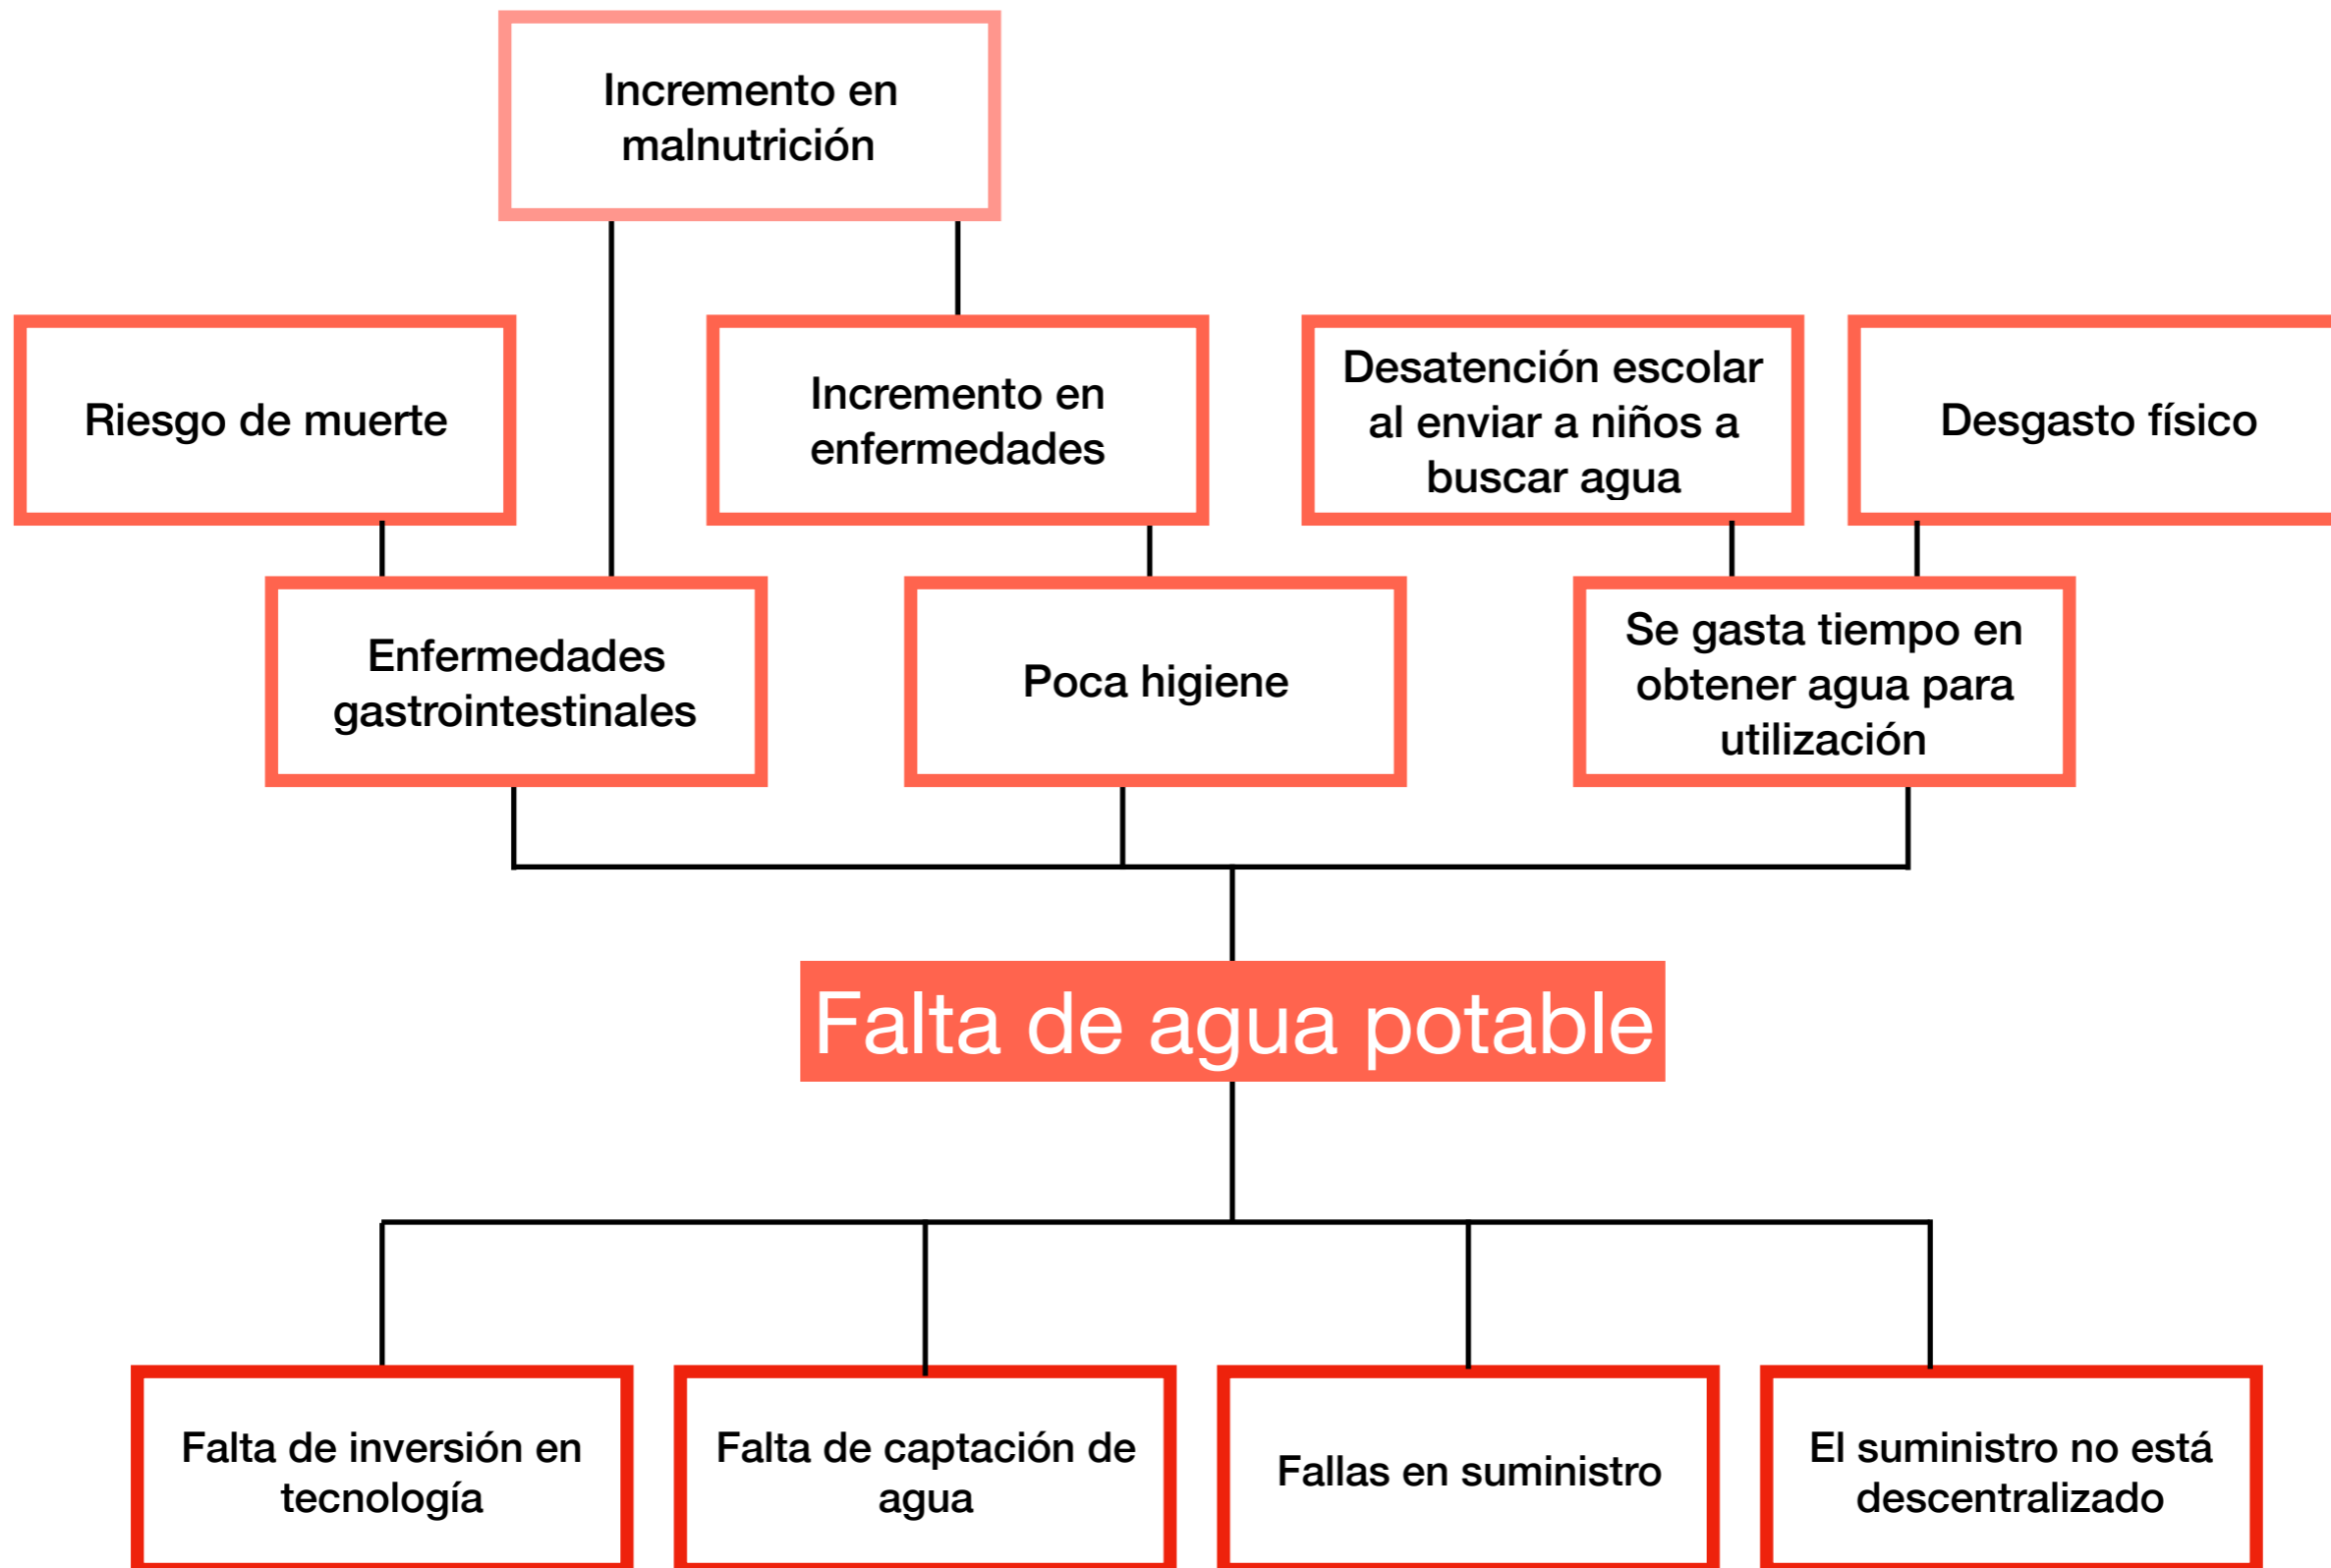 Incremento en
malnutrición
Riesgo de muerte
Incremento en
enfermedades
Desatención escolar
al enviar a niños a
buscar agua
Desgasto físico
Enfermedades
gastrointestinales
Poca higiene
Se gasta tiempo en
obtener agua para
utilización
Falta de agua potable
Falta de inversión en
tecnología
Falta de captación de
agua
Fallas en suministro
El suministro no está
descentralizado